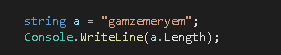 string a = "gamzemeryem";
Console.WriteLine(a.Length);